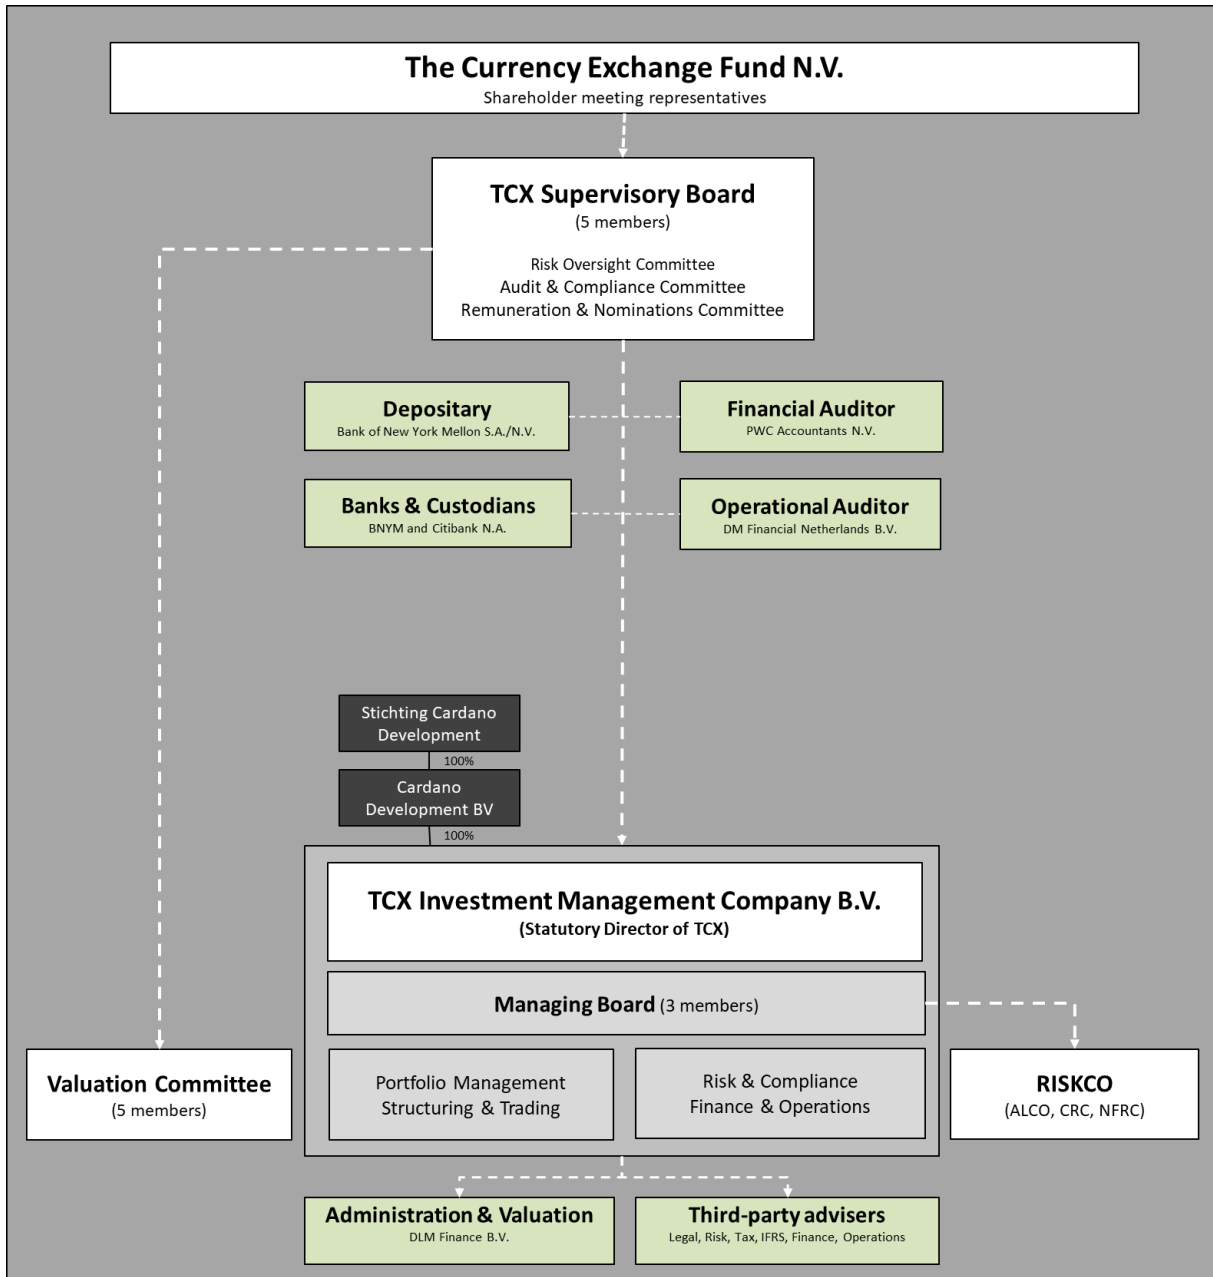 The Currency Exchange Fund N.V.
Shareholder meeting representatives
TCX Supervisory Board
(5 members)
Risk Oversight Committee
Audit & Compliance Committee
Remuneration & Nominations Committee
Depositary
Bank of New York Mellon S.A./N.V.
Financial Auditor
PWC Accountants N.V.
Banks & Custodians
BNYM and Citibank N.A.
Operational Auditor
DM Financial Netherlands B.V.
Stichting Cardano
Development
100%
Cardano
Development BV
100%
TCX Investment Management Company B.V.
(Statutory Director of TCX)
Managing Board (3 members)
Valuation Committee
(5 members)
Portfolio Management
Structuring & Trading
Risk & Compliance
Finance & Operations
RISKCO
(ALCO, CRC, NFRC)
Administration & Valuation
DLM Finance B.V.
Third-party advisers
Legal, Risk, Tax, IFRS, Finance, Operations